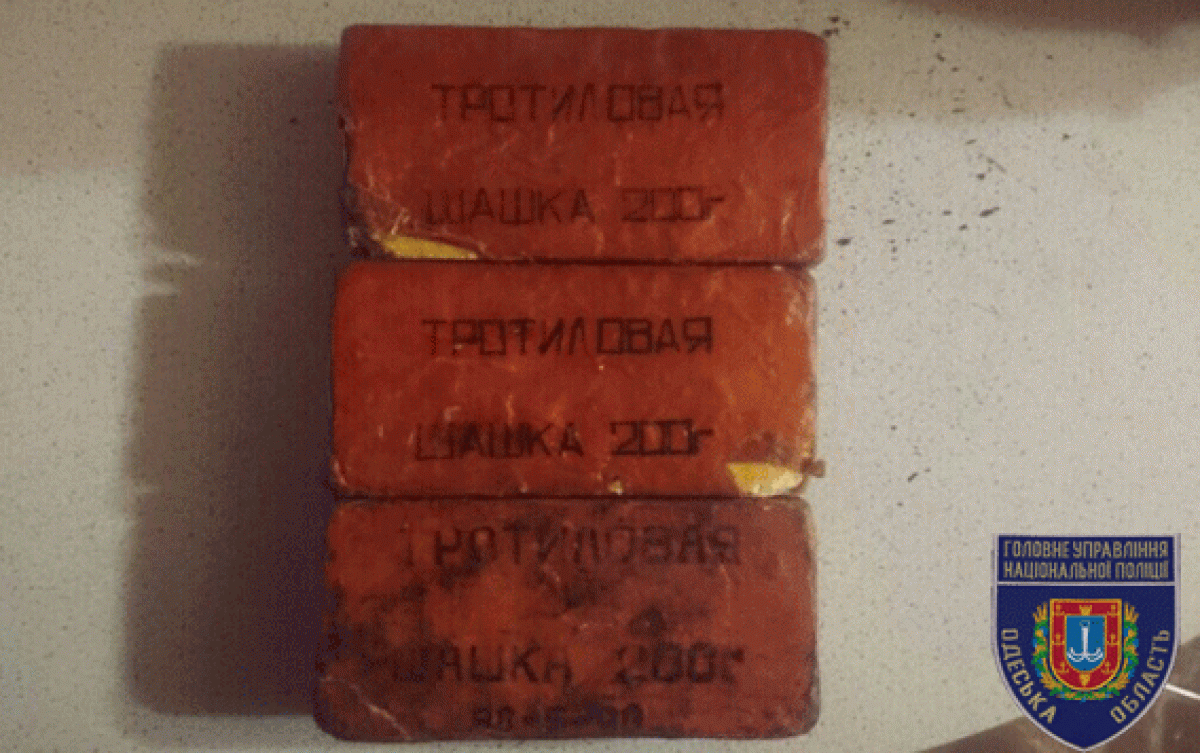 ТРОТИЛОВАЯ
ШАШКА 200г
ТРОТИЛОВАЯ
ШАШКА 200г
ТРОТИЛОВАЯ
ШАШКА 200г
ГОЛОВНЕ УПРАВЛІННЯ
НАЦІОНАЛЬНОЇ ПОЛІЦІЇ
ОДЕСЬКА ОБЛАСТЬ